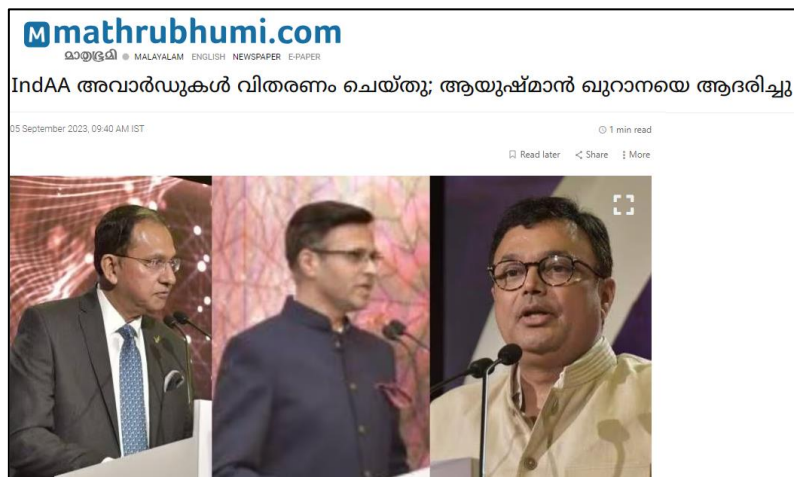 mathrubhumi.com
മാതൃഭൂമി MALAYALAM ENGLISH NEWSPAPER E-PAPER
IndAA അവാർഡുകൾ വിതരണം ചെയ്തു; ആയുഷ്മാൻ ഖുറാനയെ ആദരിച്ചു
05 September 2023, 09:40 AM IST
1 min read
Read later Share More